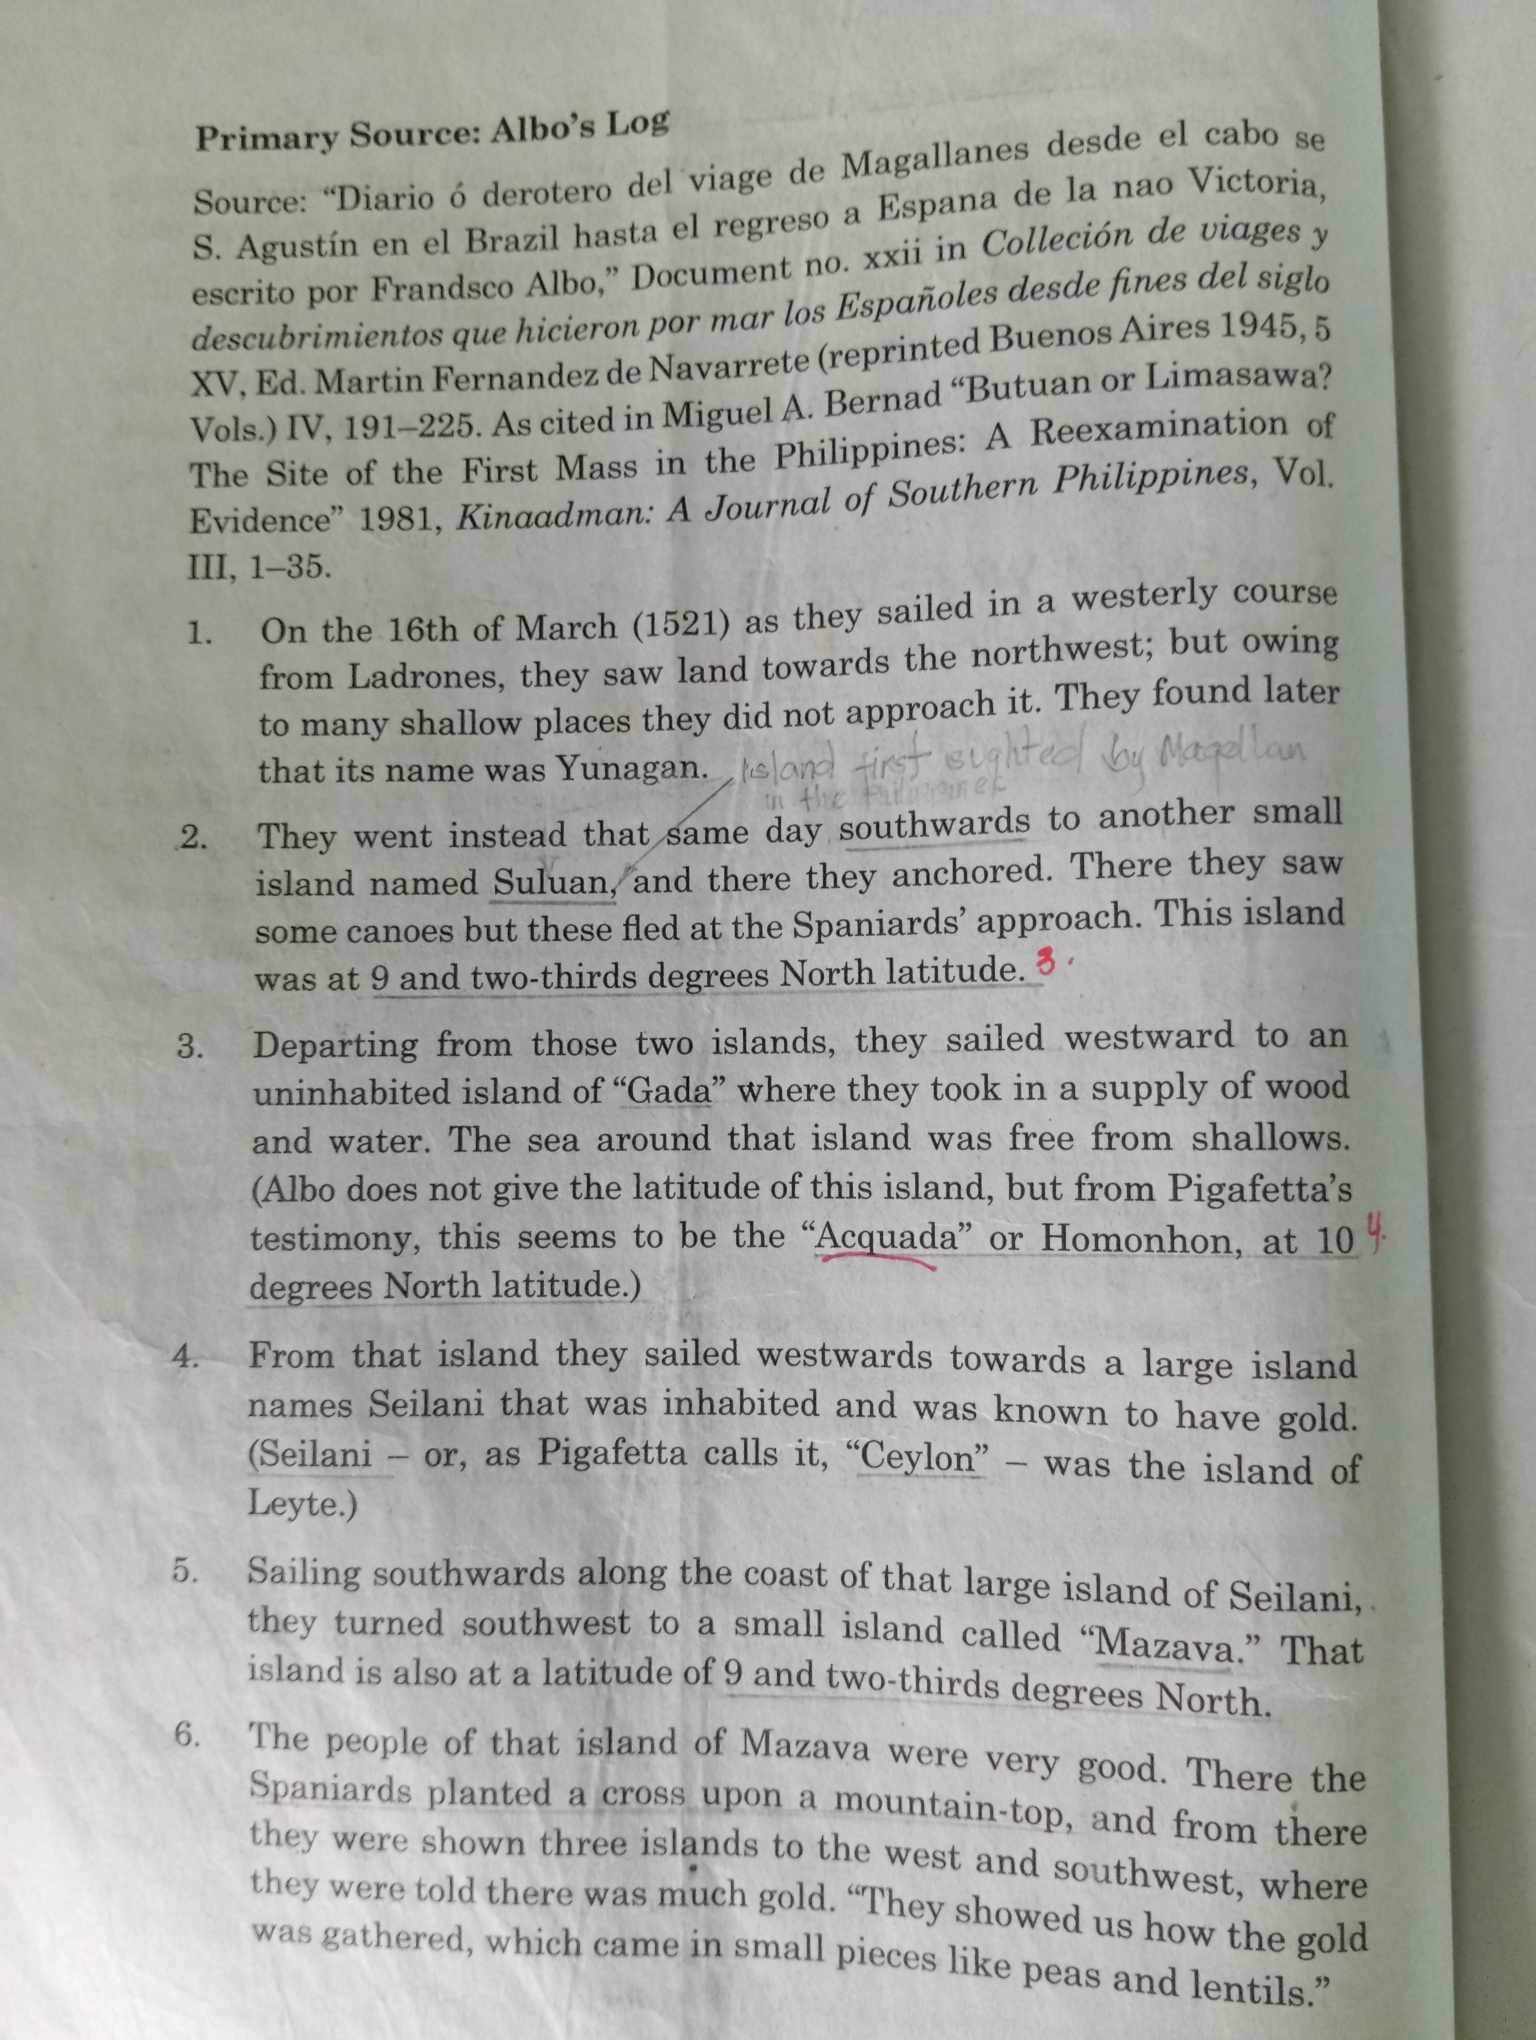 Primary Source: Albo's Log
Source: "Diario ó derotero del viage de Magallanes desde el cabo se
S. Agustín en el Brazil hasta el regreso a Espana de la nao Victoria,
escrito por Frandsco Albo," Document no. xxii in Colleción de viages y
descubrimientos que hicieron por mar los Españoles desde fines del siglo
XV, Ed. Martin Fernandez de Navarrete (reprinted Buenos Aires 1945, 5
Vols.) IV, 191–225. As cited in Miguel A. Bernad "Butuan or Limasawa?
The Site of the First Mass in the Philippines: A Reexamination of
Evidence" 1981, Kinaadman: A Journal of Southern Philippines, Vol.
III, 1–35.
1. On the 16th of March (1521) as they sailed in a westerly course
from Ladrones, they saw land towards the northwest; but owing
to many shallow places they did not approach it. They found later
that its name was Yunagan. Island first sighted by Magellan
in the Philippines
2. They went instead that same day southwards to another small
island named Suluan, and there they anchored. There they saw
some canoes but these fled at the Spaniards' approach. This island
was at 9 and two-thirds degrees North latitude. 3.
3. Departing from those two islands, they sailed westward to an
uninhabited island of "Gada" where they took in a supply of wood
and water. The sea around that island was free from shallows.
(Albo does not give the latitude of this island, but from Pigafetta's
testimony, this seems to be the "Acquada" or Homonhon, at 10 4.
degrees North latitude.)
4. From that island they sailed westwards towards a large island
names Seilani that was inhabited and was known to have gold.
(Seilani – or, as Pigafetta calls it, "Ceylon" – was the island of
Leyte.)
5. Sailing southwards along the coast of that large island of Seilani,
they turned southwest to a small island called "Mazava." That
island is also at a latitude of 9 and two-thirds degrees North.
6. The people of that island of Mazava were very good. There the
Spaniards planted a cross upon a mountain-top, and from there
they were shown three islands to the west and southwest, where
they were told there was much gold. "They showed us how the gold
was gathered, which came in small pieces like peas and lentils."